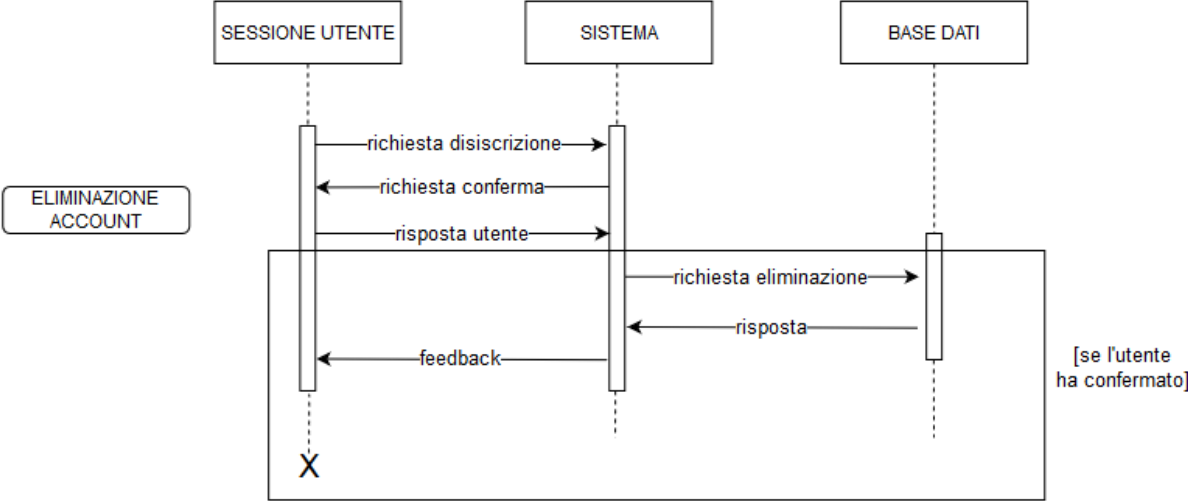 SESSIONE UTENTE
SISTEMA
BASE DATI
richiesta disiscrizione
richiesta conferma
ELIMINAZIONE
ACCOUNT
risposta utente
richiesta eliminazione
risposta
feedback
[se l'utente
ha confermato]
X